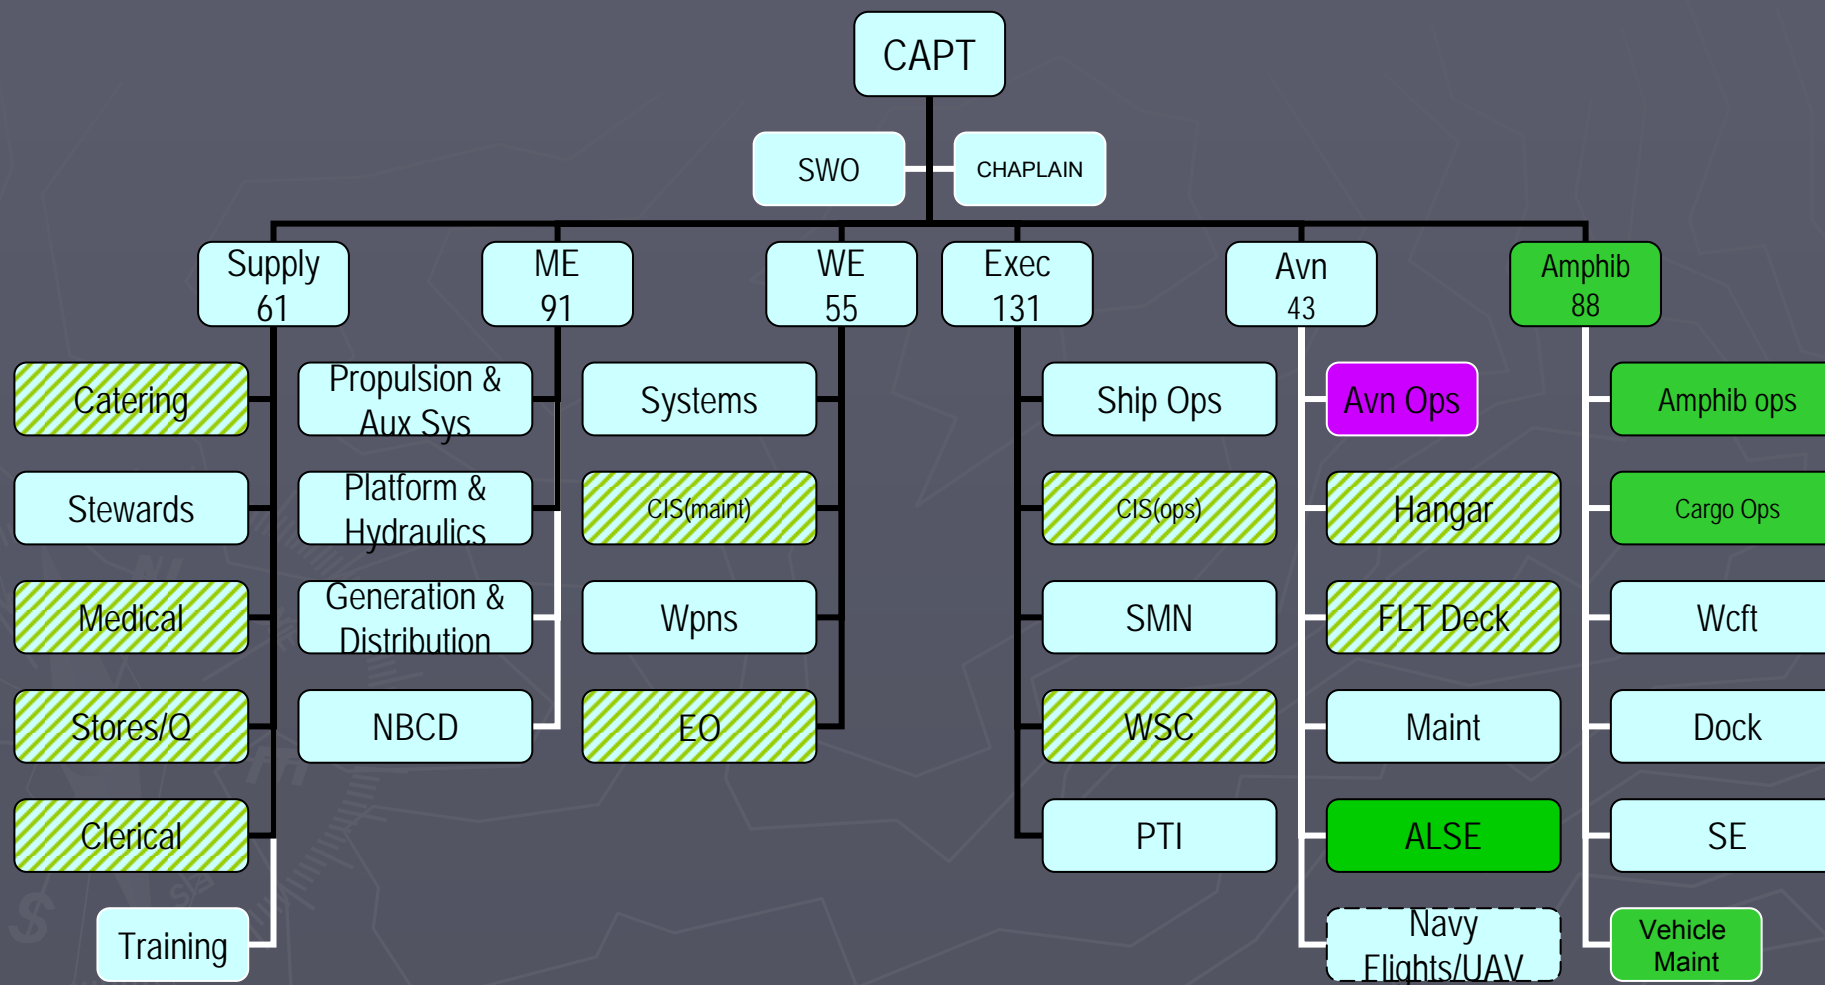 CAPT
SWO
CHAPLAIN
Supply
61
ME
91
WE
55
Exec
131
Avn
43
Amphib
88
Catering
Stewards
Medical
Stores/Q
Clerical
Training
Propulsion &
Aux Sys
Platform &
Hydraulics
Generation &
Distribution
NBCD
Systems
CIS(maint)
Wpns
EO
Ship Ops
CIS(ops)
SMN
WSC
PTI
Avn Ops
Hangar
FLT Deck
Maint
ALSE
Navy
Flights/UAV
Amphib ops
Cargo Ops
Wcft
Dock
SE
Vehicle
Maint
N
E
S
SE